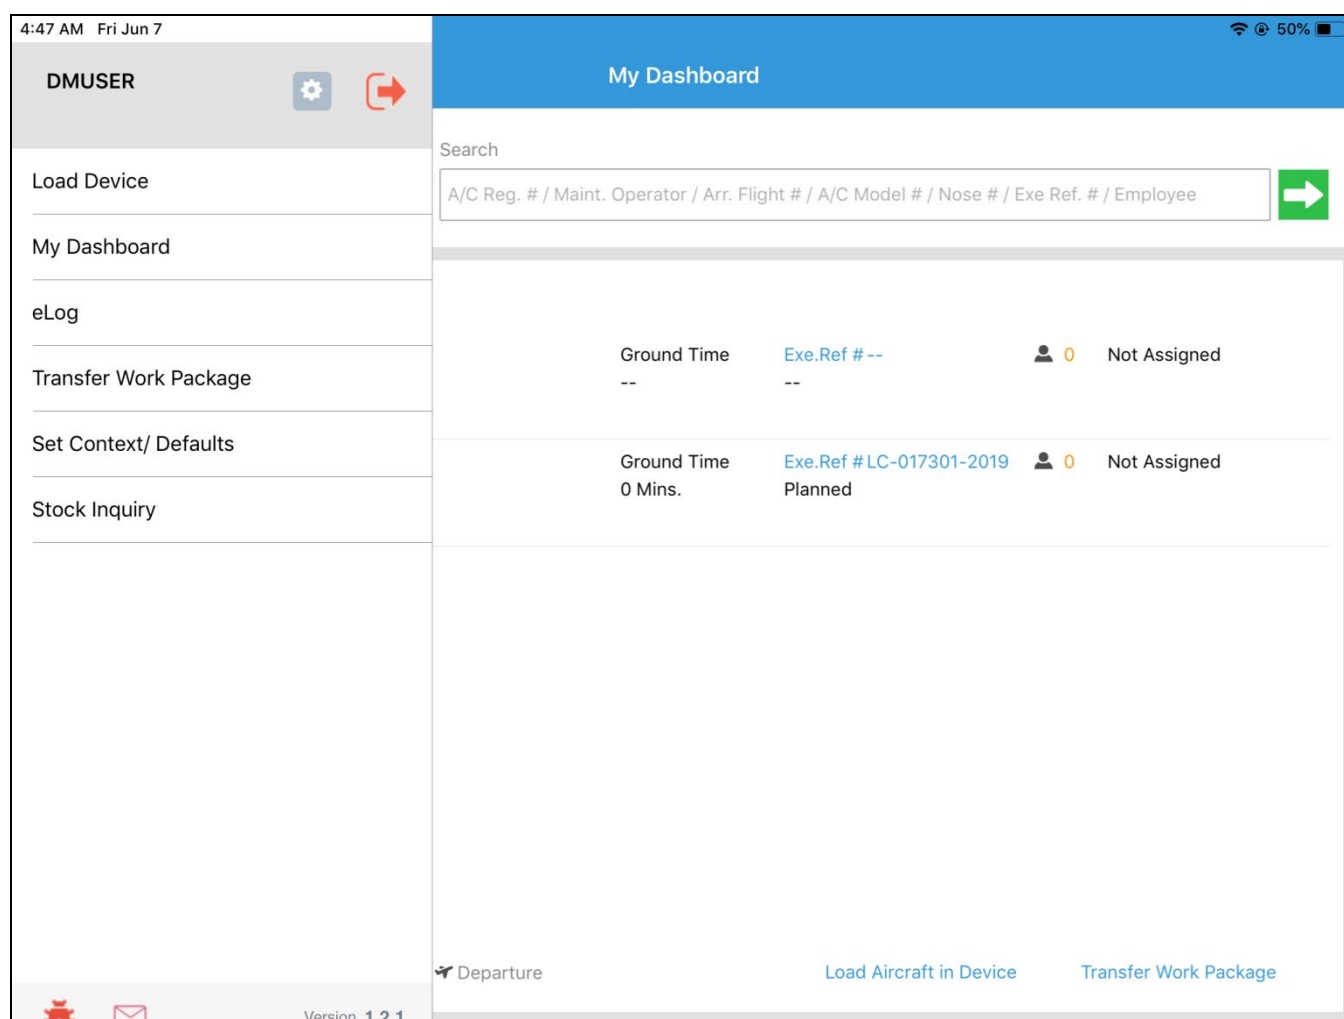 4:47 AM Fri Jun 7
50%
DMUSER
My Dashboard
Load Device
My Dashboard
eLog
Transfer Work Package
Set Context/ Defaults
Stock Inquiry
Search
A/C Reg. # / Maint. Operator / Arr. Flight # / A/C Model # / Nose # / Exe Ref. # / Employee
Ground Time Exe.Ref # -- 0 Not Assigned
-- --
Ground Time Exe.Ref # LC-017301-2019 0 Not Assigned
0 Mins. Planned
Departure Load Aircraft in Device Transfer Work Package
Version 1.2.1